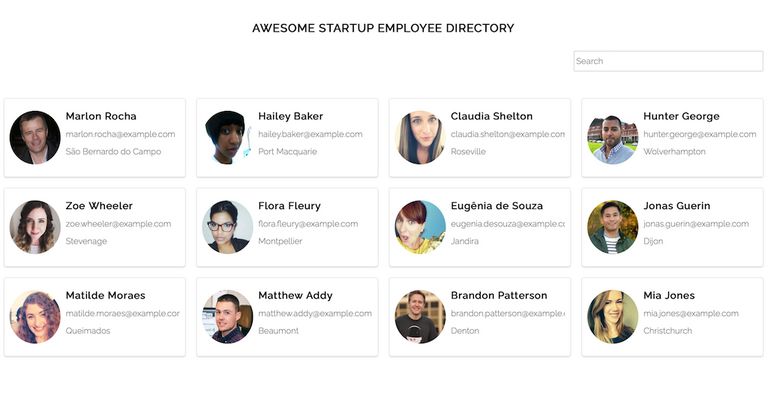 AWESOME STARTUP EMPLOYEE DIRECTORY
Search
Marlon Rocha
marlon.rocha@example.com
São Bernardo do Campo
Hailey Baker
hailey.baker@example.com
Port Macquarie
Claudia Shelton
claudia.shelton@example.com
Roseville
Hunter George
hunter.george@example.com
Wolverhampton
Zoe Wheeler
zoe.wheeler@example.com
Stevenage
Flora Fleury
flora.fleury@example.com
Montpellier
Eugênia de Souza
eugenia.desouza@example.co
Jandira
Jonas Guerin
jonas.guerin@example.com
Dijon
Matilde Moraes
matilde.moraes@example.cor
Queimados
Matthew Addy
matthew.addy@example.com
Beaumont
Brandon Patterson
brandon.patterson@example.
Denton
Mia Jones
mia.jones@example.com
Christchurch